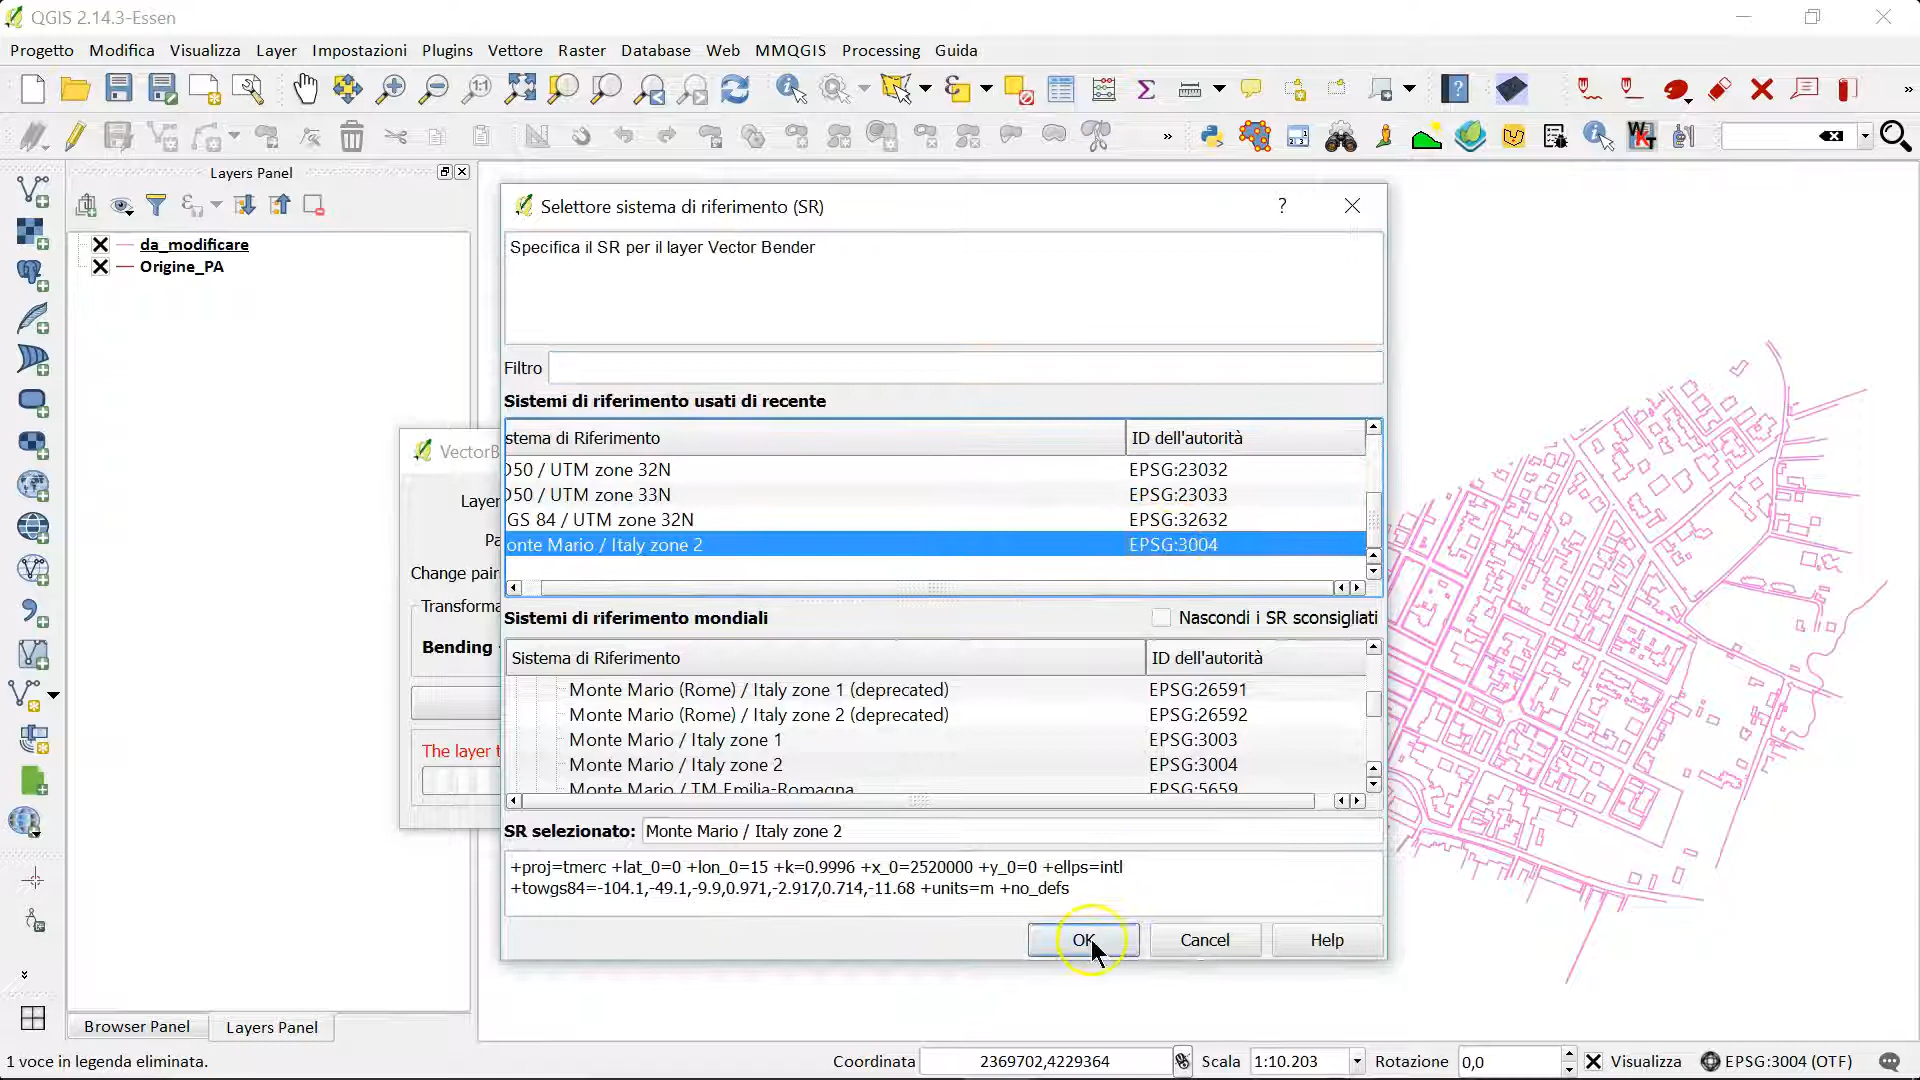 QGIS 2.14.3-Essen
Progetto Modifica Visualizza Layer Impostazioni Plugins Vettore Raster Database Web MMQGIS Processing Guida
Layers Panel
da_modificare
Origine_PA
Selettore sistema di riferimento (SR)
Specifica il SR per il layer Vector Bender
Filtro
Sistemi di riferimento usati di recente
stema di Riferimento ID dell'autorità
D50 / UTM zone 32N EPSG:23032
D50 / UTM zone 33N EPSG:23033
GS 84 / UTM zone 32N EPSG:32632
onte Mario / Italy zone 2 EPSG:3004
VectorB
Layer
Pa
Change pair
Transforma
Bending
The layer t
Sistemi di riferimento mondiali Nascondi i SR sconsigliati
Sistema di Riferimento ID dell'autorità
Monte Mario (Rome) / Italy zone 1 (deprecated) EPSG:26591
Monte Mario (Rome) / Italy zone 2 (deprecated) EPSG:26592
Monte Mario / Italy zone 1 EPSG:3003
Monte Mario / Italy zone 2 EPSG:3004
Monte Mario / TM Emilia-Romagna EPSG:5659
SR selezionato: Monte Mario / Italy zone 2
+proj=tmerc +lat_0=0 +lon_0=15 +k=0.9996 +x_0=2520000 +y_0=0 +ellps=intl
+towgs84=-104.1,-49.1,-9.9,0.971,-2.917,0.714,-11.68 +units=m +no_defs
OK Cancel Help
Browser Panel Layers Panel
1 voce in legenda eliminata. Coordinata 2369702,4229364 Scala 1:10.203 Rotazione 0,0 Visualizza EPSG:3004 (OTF)